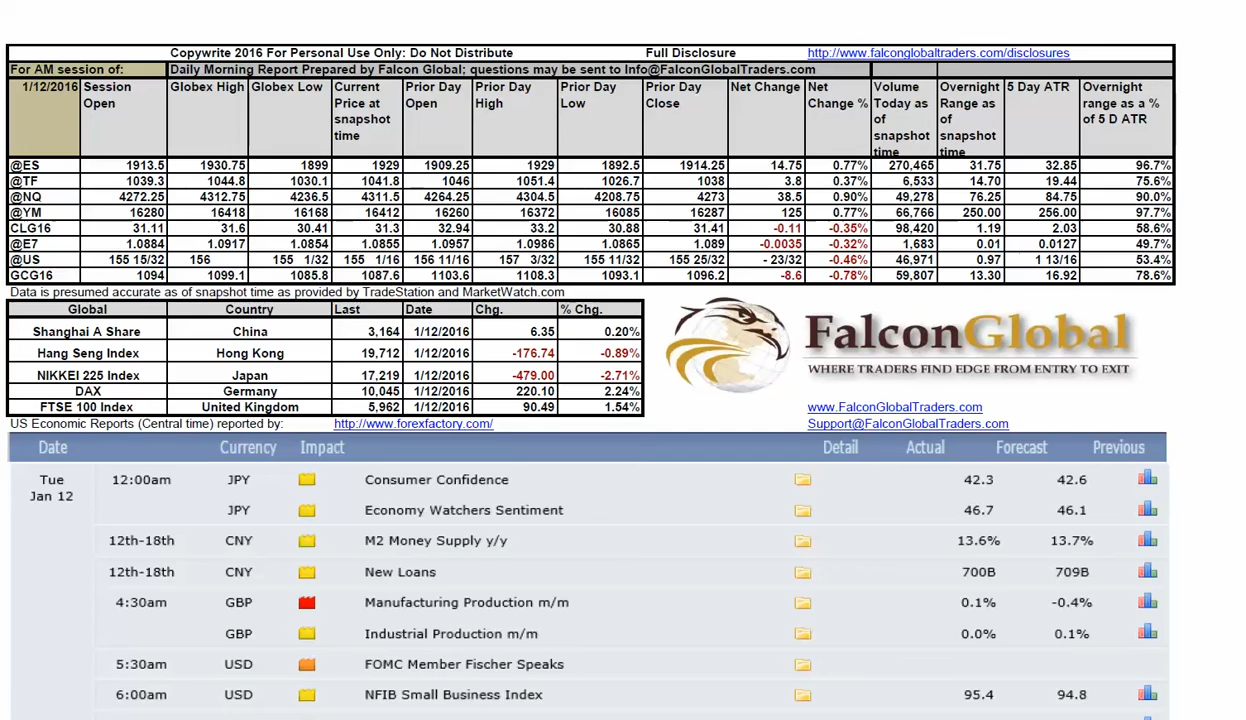 Copywrite 2016 For Personal Use Only: Do Not Distribute Full Disclosure http://www.falconglobaltraders.com/disclosures
For AM session of: Daily Morning Report Prepared by Falcon Global; questions may be sent to Info@FalconGlobalTraders.com
1/12/2016 Session Open Globex High Globex Low Current Price at snapshot time Prior Day Open Prior Day High Prior Day Low Prior Day Close Net Change Net Change % Volume Today as of snapshot time Overnight Range as of snapshot time 5 Day ATR Overnight range as a % of 5 D ATR
@ES 1913.5 1930.75 1899 1929 1909.25 1929 1892.5 1914.25 14.75 0.77% 270,465 31.75 32.85 96.7%
@TF 1039.3 1044.8 1030.1 1041.8 1046 1051.4 1026.7 1038 3.8 0.37% 6,533 14.70 19.44 75.6%
@NQ 4272.25 4312.75 4236.5 4311.5 4264.25 4304.5 4208.75 4273 38.5 0.90% 49,278 76.25 84.75 90.0%
@YM 16280 16418 16168 16412 16260 16372 16085 16287 125 0.77% 66,766 250.00 256.00 97.7%
CLG16 31.11 31.6 30.41 31.3 32.94 33.2 30.88 31.41 -0.11 -0.35% 98,420 1.19 2.03 58.6%
@E7 1.0884 1.0917 1.0854 1.0855 1.0957 1.0986 1.0865 1.089 -0.0035 -0.32% 1,683 0.01 0.0127 49.7%
@US 155 15/32 156 155 1/32 155 1/16 156 11/16 157 3/32 155 11/32 155 25/32 - 23/32 -0.46% 46,971 0.97 1 13/16 53.4%
GCG16 1094 1099.1 1085.8 1087.6 1103.6 1108.3 1093.1 1096.2 -8.6 -0.78% 59,807 13.30 16.92 78.6%
Data is presumed accurate as of snapshot time as provided by TradeStation and MarketWatch.com
Global Country Last Date Chg. % Chg.
Shanghai A Share China 3,164 1/12/2016 6.35 0.20%
Hang Seng Index Hong Kong 19,712 1/12/2016 -176.74 -0.89%
NIKKEI 225 Index Japan 17,219 1/12/2016 -479.00 -2.71%
DAX Germany 10,045 1/12/2016 220.10 2.24%
FTSE 100 Index United Kingdom 5,962 1/12/2016 90.49 1.54%
FalconGlobal
WHERE TRADERS FIND EDGE FROM ENTRY TO EXIT
www.FalconGlobalTraders.com
US Economic Reports (Central time) reported by: http://www.forexfactory.com/ Support@FalconGlobalTraders.com
Date Currency Impact Detail Actual Forecast Previous
Tue Jan 12 12:00am JPY Consumer Confidence 42.3 42.6
JPY Economy Watchers Sentiment 46.7 46.1
12th-18th CNY M2 Money Supply y/y 13.6% 13.7%
12th-18th CNY New Loans 700B 709B
4:30am GBP Manufacturing Production m/m 0.1% -0.4%
GBP Industrial Production m/m 0.0% 0.1%
5:30am USD FOMC Member Fischer Speaks
6:00am USD NFIB Small Business Index 95.4 94.8